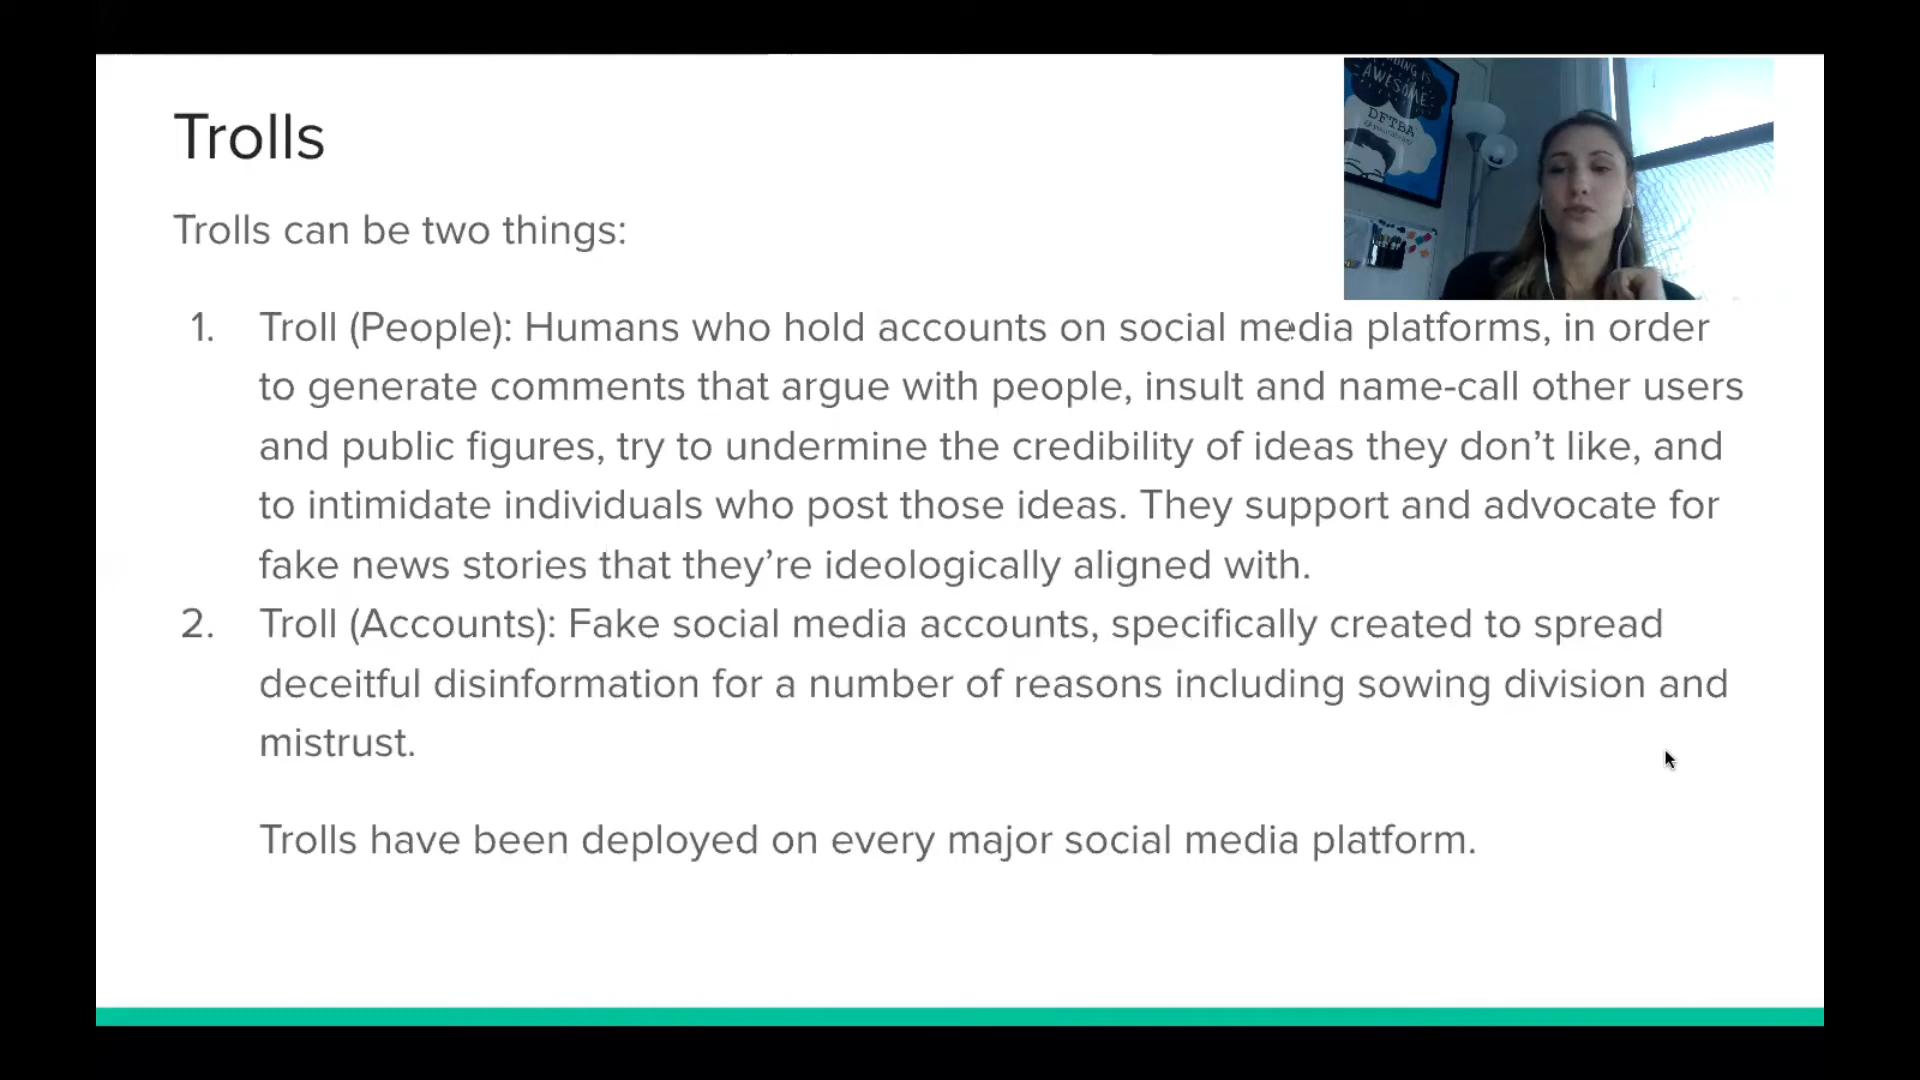 Trolls
Trolls can be two things:
1. Troll (People): Humans who hold accounts on social media platforms, in order
to generate comments that argue with people, insult and name-call other users
and public figures, try to undermine the credibility of ideas they don’t like, and
to intimidate individuals who post those ideas. They support and advocate for
fake news stories that they’re ideologically aligned with.
2. Troll (Accounts): Fake social media accounts, specifically created to spread
deceitful disinformation for a number of reasons including sowing division and
mistrust.
Trolls have been deployed on every major social media platform.
AWESOME
DFTBA